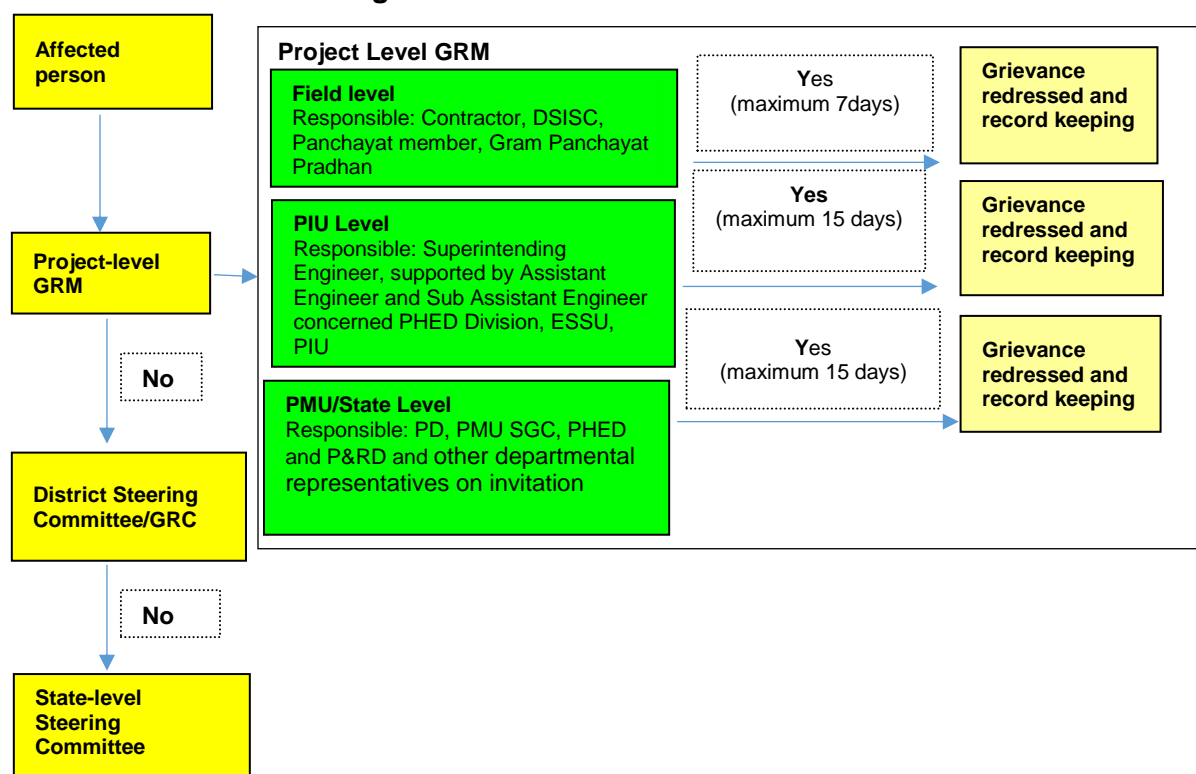 Affected
person
Project-level
GRM
No
District Steering
Committee/GRC
No
State-level
Steering
Committee
Project Level GRM
Field level
Responsible: Contractor, DSISC,
Panchayat member, Gram Panchayat
Pradhan
Yes
(maximum 7days)
Grievance
redressed and
record keeping
PIU Level
Responsible: Superintending
Engineer, supported by Assistant
Engineer and Sub Assistant Engineer
concerned PHED Division, ESSU,
PIU
Yes
(maximum 15 days)
Grievance
redressed and
record keeping
PMU/State Level
Responsible: PD, PMU SGC, PHED
and P&RD and other departmental
representatives on invitation
Yes
(maximum 15 days)
Grievance
redressed and
record keeping